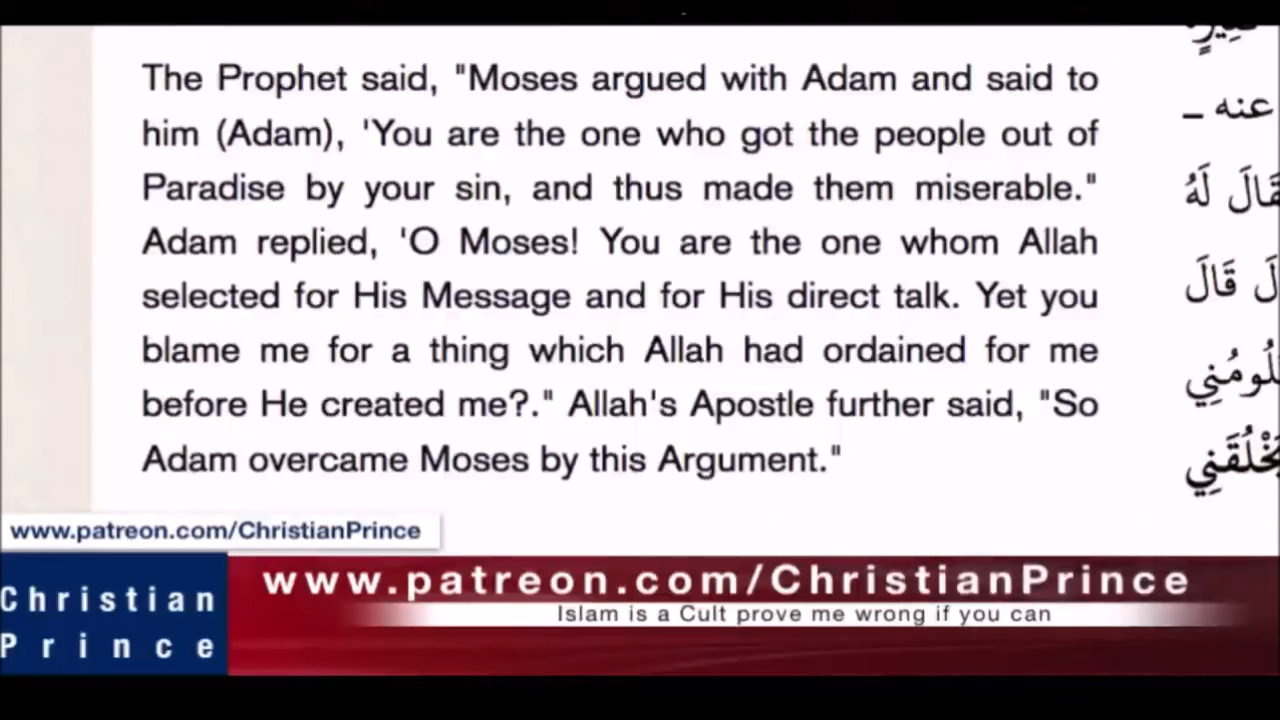 The Prophet said, "Moses argued with Adam and said to
him (Adam), 'You are the one who got the people out of
Paradise by your sin, and thus made them miserable."
Adam replied, 'O Moses! You are the one whom Allah
selected for His Message and for His direct talk. Yet you
blame me for a thing which Allah had ordained for me
before He created me?." Allah's Apostle further said, "So
Adam overcame Moses by this Argument."
عنه ـ
قَالَ لَهُ
قَالَ
www.patreon.com/ChristianPrince
Christian
Prince
www.patreon.com/ChristianPrince
Islam is a Cult prove me wrong if you can